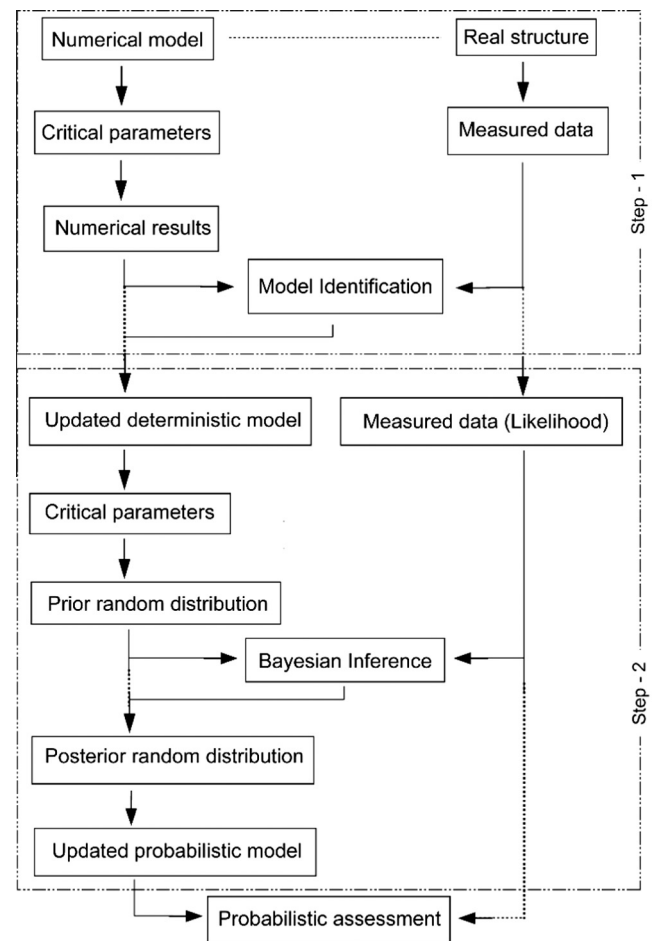 Numerical model
Real structure
Critical parameters
Measured data
Numerical results
Model Identification
Step - 1
Updated deterministic model
Measured data (Likelihood)
Critical parameters
Prior random distribution
Bayesian Inference
Posterior random distribution
Updated probabilistic model
Step - 2
Probabilistic assessment